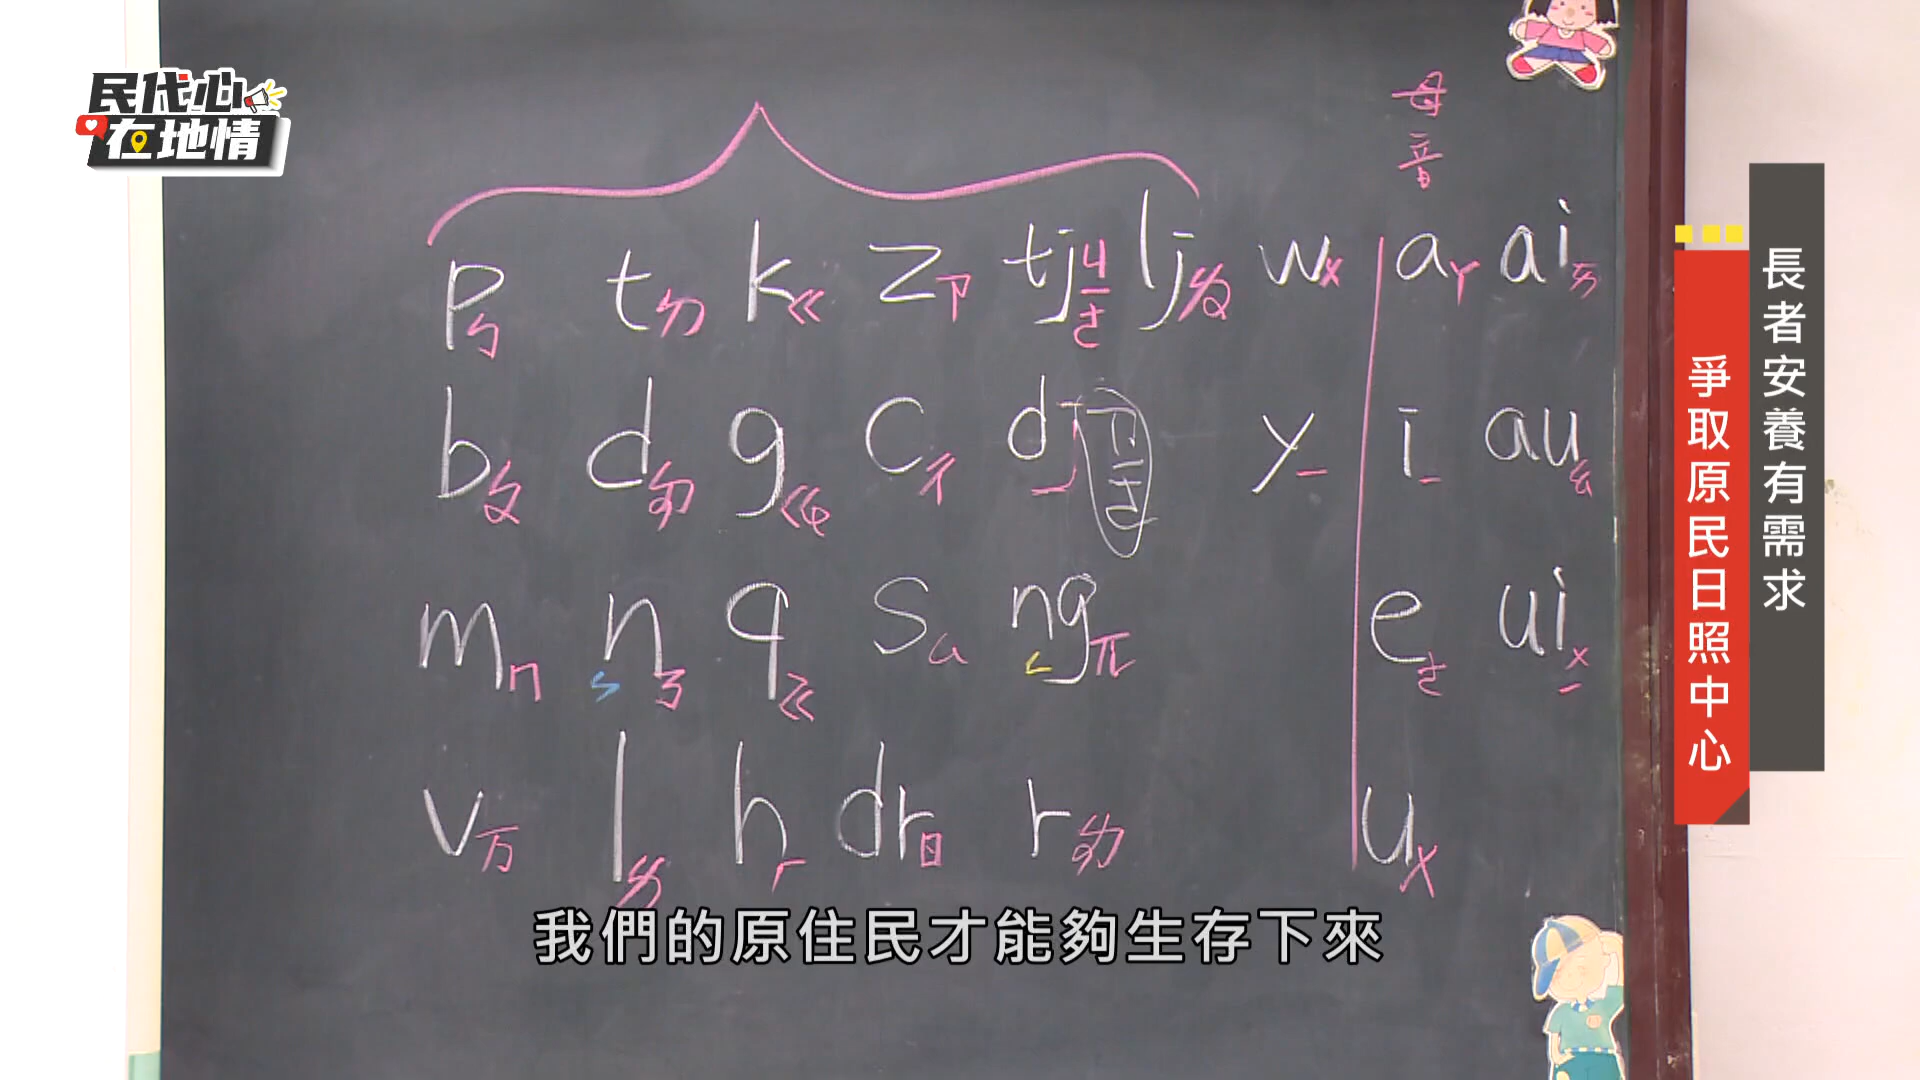 民代心
在地情
長者安養有需求
爭取原民日照中心
母音
p ㄅ t ㄉ k ㄍ z ㄗ tj ㄐㄜ lj ㄌ w ㄨ a ㄚ ai ㄞ
b ㄅ d ㄉ g ㄍ c ㄘ dj y ㄧ i ㄧ au ㄠ
m ㄇ n ㄋ q ㄍ s ㄙ ng ㄫ e ㄜ ui ㄨㄧ
v ㄪ l ㄌ h ㄏ dr ㄖ r ㄌ u ㄨ
我們的原住民才能夠生存下來